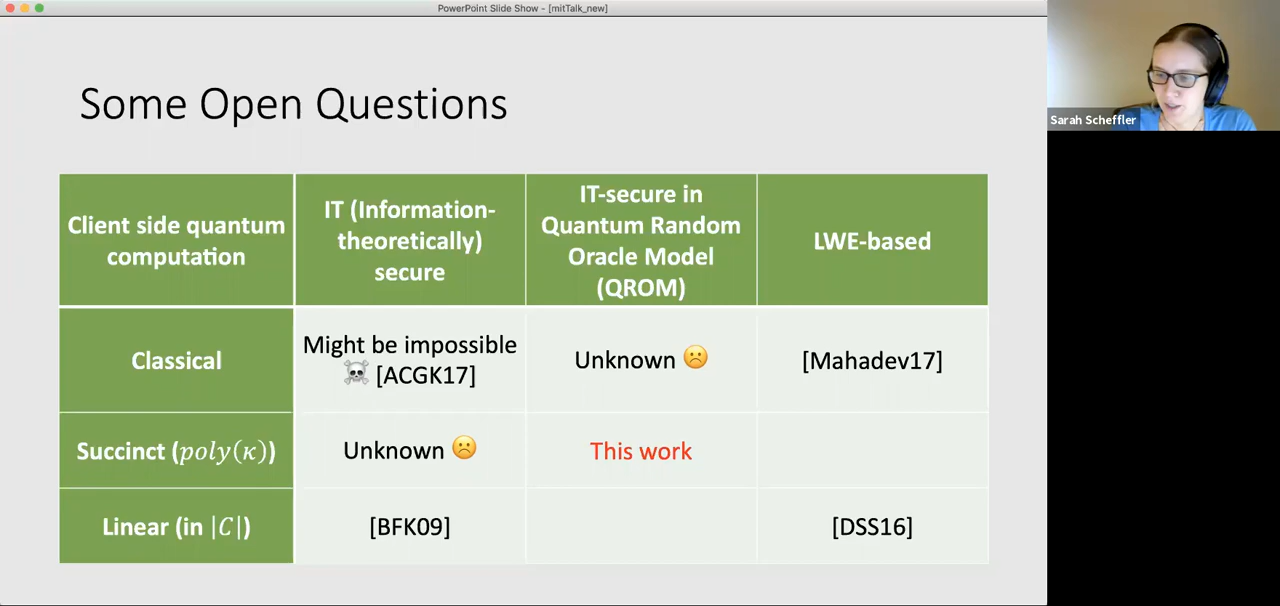 PowerPoint Slide Show - [mitTalk_new]
Some Open Questions
Client side quantum
computation
IT (Information-
theoretically)
secure
IT-secure in
Quantum Random
Oracle Model
(QROM)
LWE-based
Classical
Might be impossible
☠️ [ACGK17]
Unknown ☹️
[Mahadev17]
Succinct (poly(κ))
Unknown ☹️
This work
Linear (in |C|)
[BFK09]
[DSS16]
Sarah Scheffler